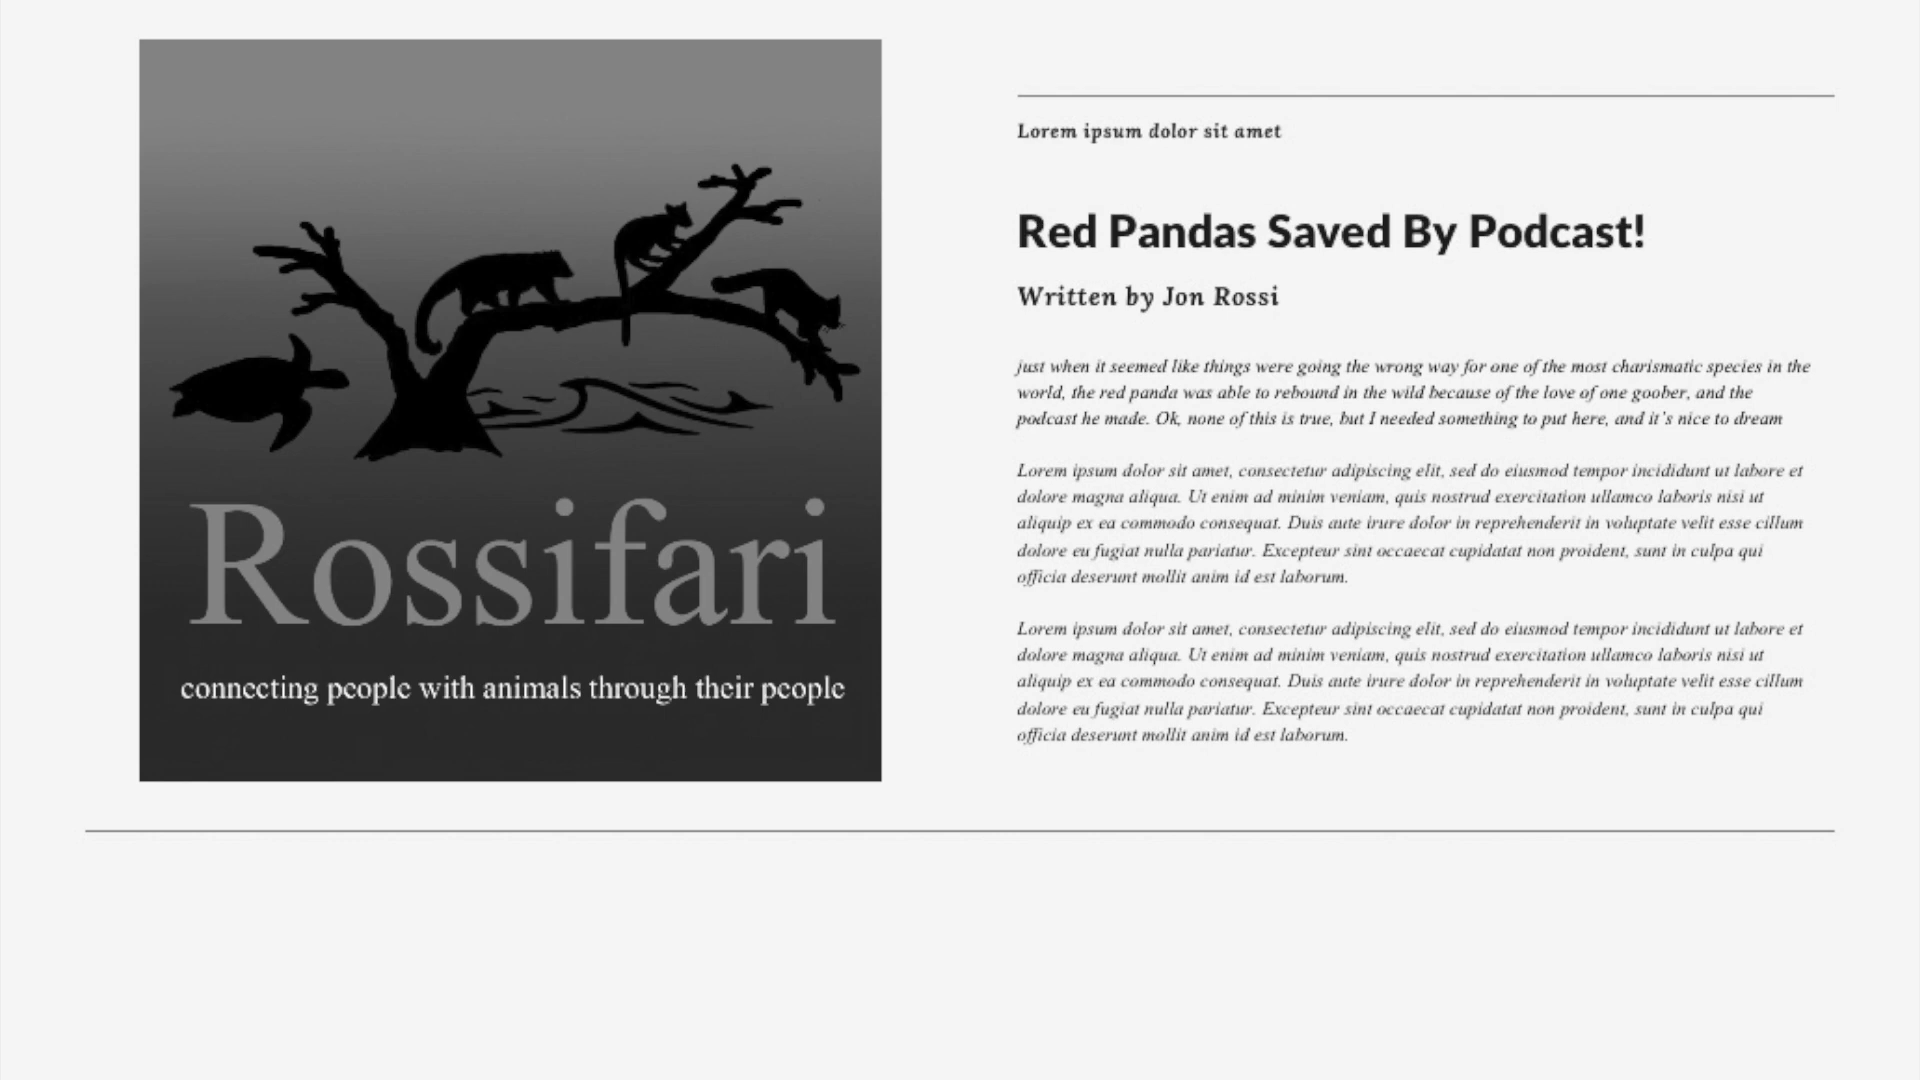 Rossifari
connecting people with animals through their people
Lorem ipsum dolor sit amet
Red Pandas Saved By Podcast!
Written by Jon Rossi
just when it seemed like things were going the wrong way for one of the most charismatic species in the
world, the red panda was able to rebound in the wild because of the love of one goober, and the
podcast he made. Ok, none of this is true, but I needed something to put here, and it's nice to dream
Lorem ipsum dolor sit amet, consectetur adipiscing elit, sed do eiusmod tempor incididunt ut labore et
dolore magna aliqua. Ut enim ad minim veniam, quis nostrud exercitation ullamco laboris nisi ut
aliquip ex ea commodo consequat. Duis aute irure dolor in reprehenderit in voluptate velit esse cillum
dolore eu fugiat nulla pariatur. Excepteur sint occaecat cupidatat non proident, sunt in culpa qui
officia deserunt mollit anim id est laborum.
Lorem ipsum dolor sit amet, consectetur adipiscing elit, sed do eiusmod tempor incididunt ut labore et
dolore magna aliqua. Ut enim ad minim veniam, quis nostrud exercitation ullamco laboris nisi ut
aliquip ex ea commodo consequat. Duis aute irure dolor in reprehenderit in voluptate velit esse cillum
dolore eu fugiat nulla pariatur. Excepteur sint occaecat cupidatat non proident, sunt in culpa qui
officia deserunt mollit anim id est laborum.